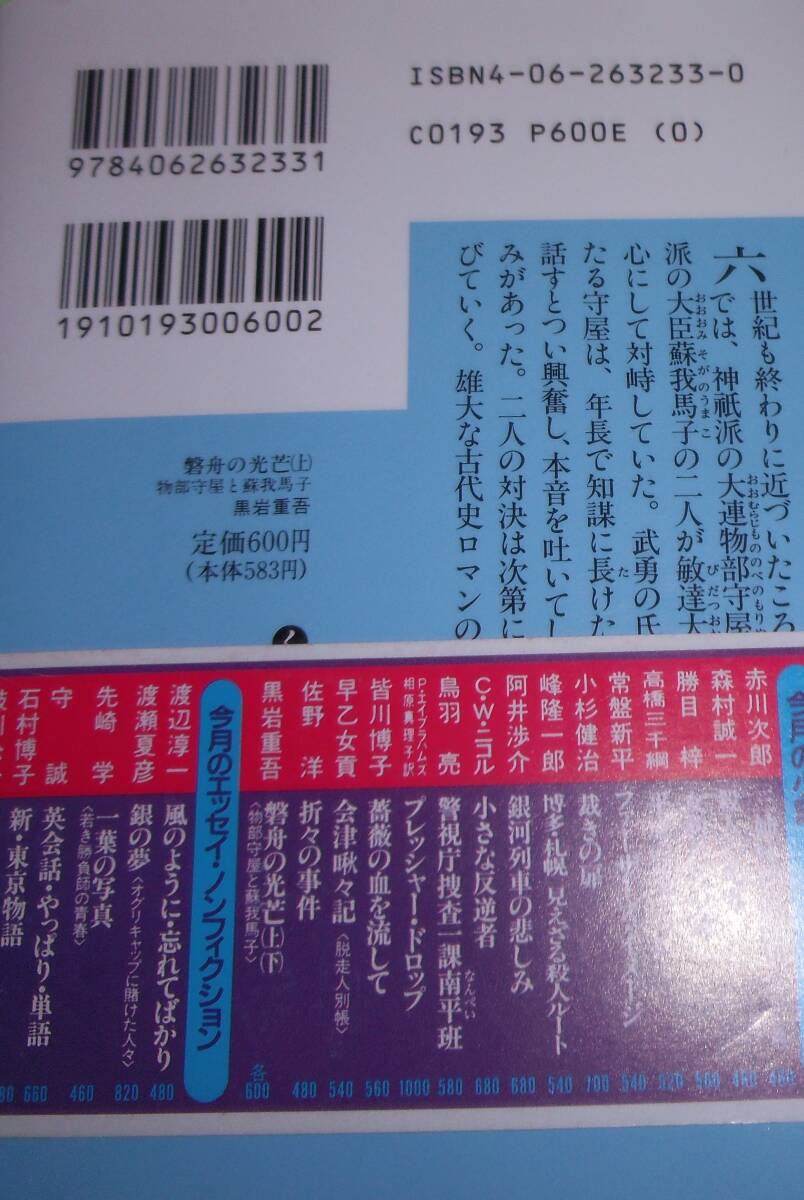 9784062632331
1910193006002
ISBN4-06-263233-0
C0193 P600E (0)
六世紀も終わりに近づいたころ
では、神祇派の大連物部守屋
派の大臣蘇我馬子の二人が敏達大
心にして対峙していた。武勇の氏
たる守屋は、年長で知謀に長けた
話すとつい興奮し、本音を吐いてし
みがあった。二人の対決は次第に
びていく。雄大な古代史ロマンの
磐舟の光芒(上)
物部守屋と蘇我馬子
黒岩重吾
定価600円
(本体583円)
赤川次郎
森村誠一
勝目 梓
高橋三千綱
常盤新平
小杉健治 裁きの扉 700
峰隆一郎 博多・札幌 見えざる殺人ルート 540
阿井渉介 銀河列車の悲しみ 680
C・W・ニコル 小さな反逆者 680
鳥羽 亮 警視庁捜査一課南平班 580
P・エイブラハムズ 相原真理子訳 プレッシャー・ドロップ 1000
皆川博子 薔薇の血を流して 560
早乙女貢 会津啾々記〈脱走人別帳〉 540
佐野 洋 折々の事件 480
黒岩重吾 磐舟の光芒(上)(下)〈物部守屋と蘇我馬子〉 各600
今月のエッセイ・ノンフィクション
渡辺淳一 風のように・忘れてばかり 480
渡瀬夏彦 銀の夢〈オグリキャップに賭けた人々〉 820
先崎 学 一葉の写真〈若き勝負師の青春〉 460
守 誠 英会話・やっぱり・単語 660
石村博子 新・東京物語